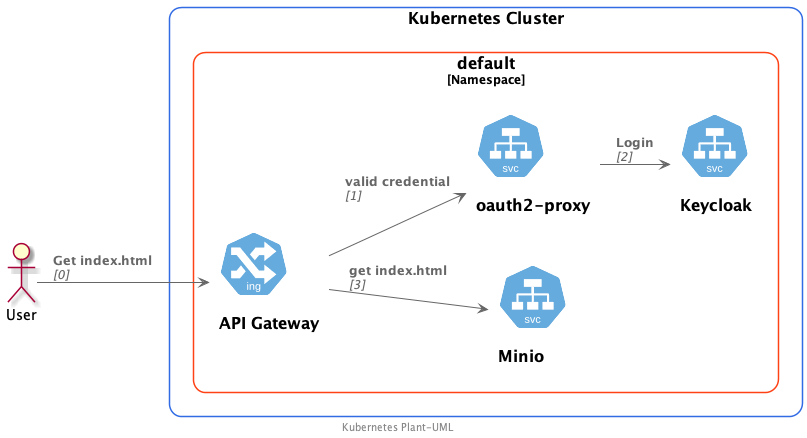 Kubernetes Cluster
default
[Namespace]
svc
oauth2-proxy
Login
[2]
svc
Keycloak
valid credential
[1]
Get index.html
[0]
User
ing
API Gateway
get index.html
[3]
svc
Minio
Kubernetes Plant-UML